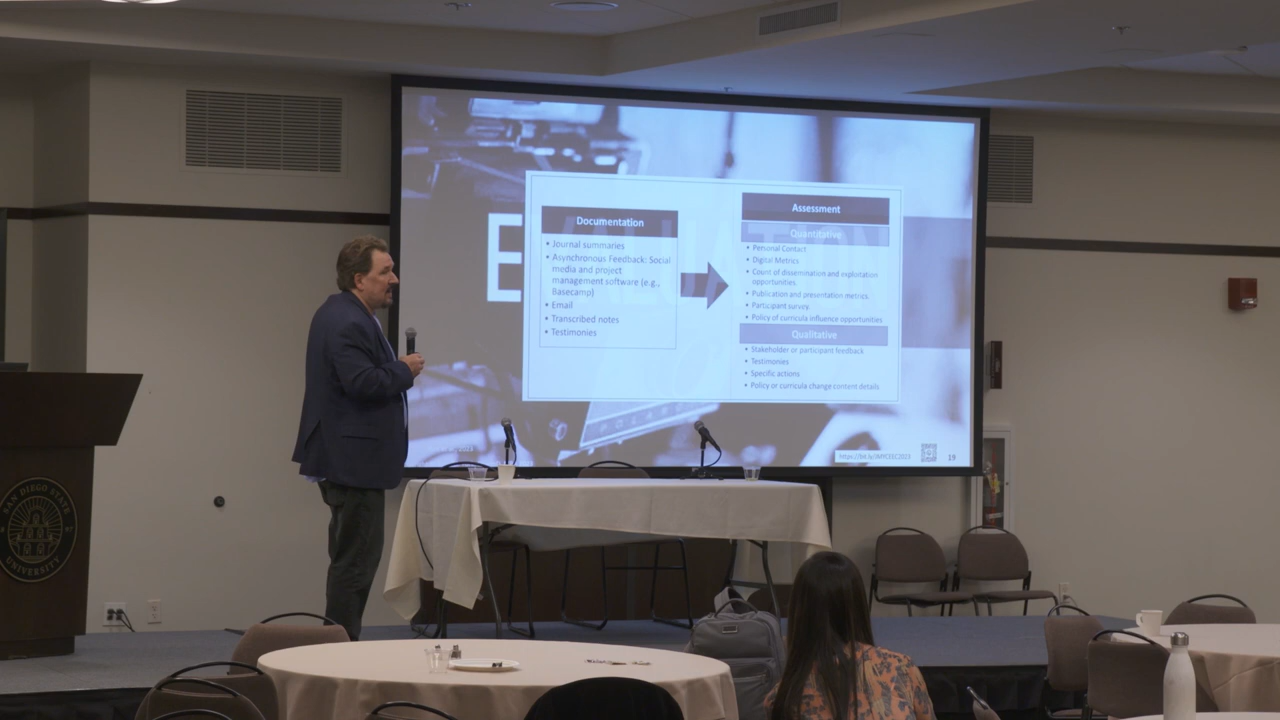 Documentation
• Journal summaries
• Asynchronous Feedback: Social
media and project
management software [e.g.,
Basecamp]
• Email
• Transcribed notes
• Testimonies
Assessment
Quantitative
• Personal Contact
• Digital Metrics
• Count of dissemination and exploitation
opportunities.
• Publication and presentation metrics.
• Participant survey.
• Policy of curricula influence opportunities
Qualitative
• Stakeholder or participant feedback
• Testimonies
• Specific actions
• Policy or curricula change content details
19
SAN DIEGO STATE
UNIVERSITY